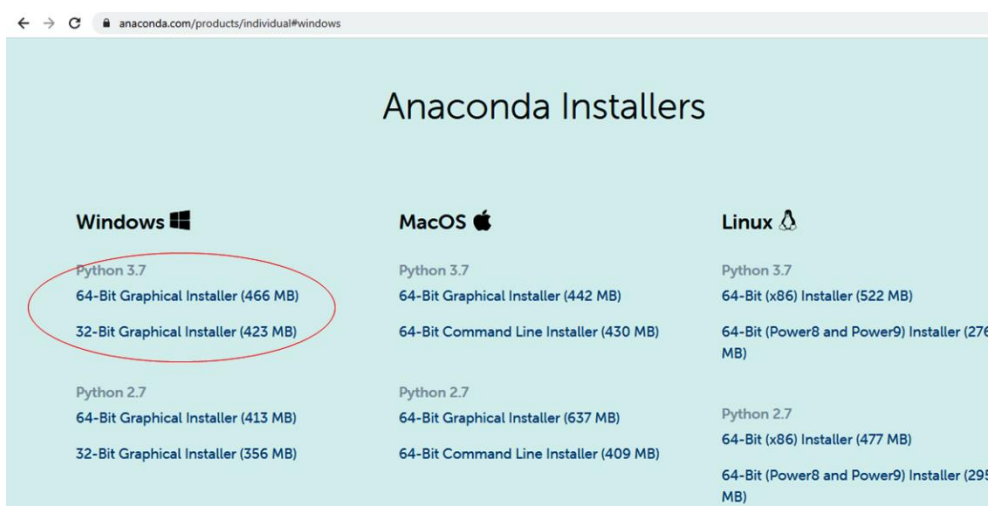 anaconda.com/products/individual#windows
Anaconda Installers
Windows
Python 3.7
64-Bit Graphical Installer (466 MB)
32-Bit Graphical Installer (423 MB)
Python 2.7
64-Bit Graphical Installer (413 MB)
32-Bit Graphical Installer (356 MB)
MacOS
Python 3.7
64-Bit Graphical Installer (442 MB)
64-Bit Command Line Installer (430 MB)
Python 2.7
64-Bit Graphical Installer (637 MB)
64-Bit Command Line Installer (409 MB)
Linux
Python 3.7
64-Bit (x86) Installer (522 MB)
64-Bit (Power8 and Power9) Installer (276
MB)
Python 2.7
64-Bit (x86) Installer (477 MB)
64-Bit (Power8 and Power9) Installer (295
MB)